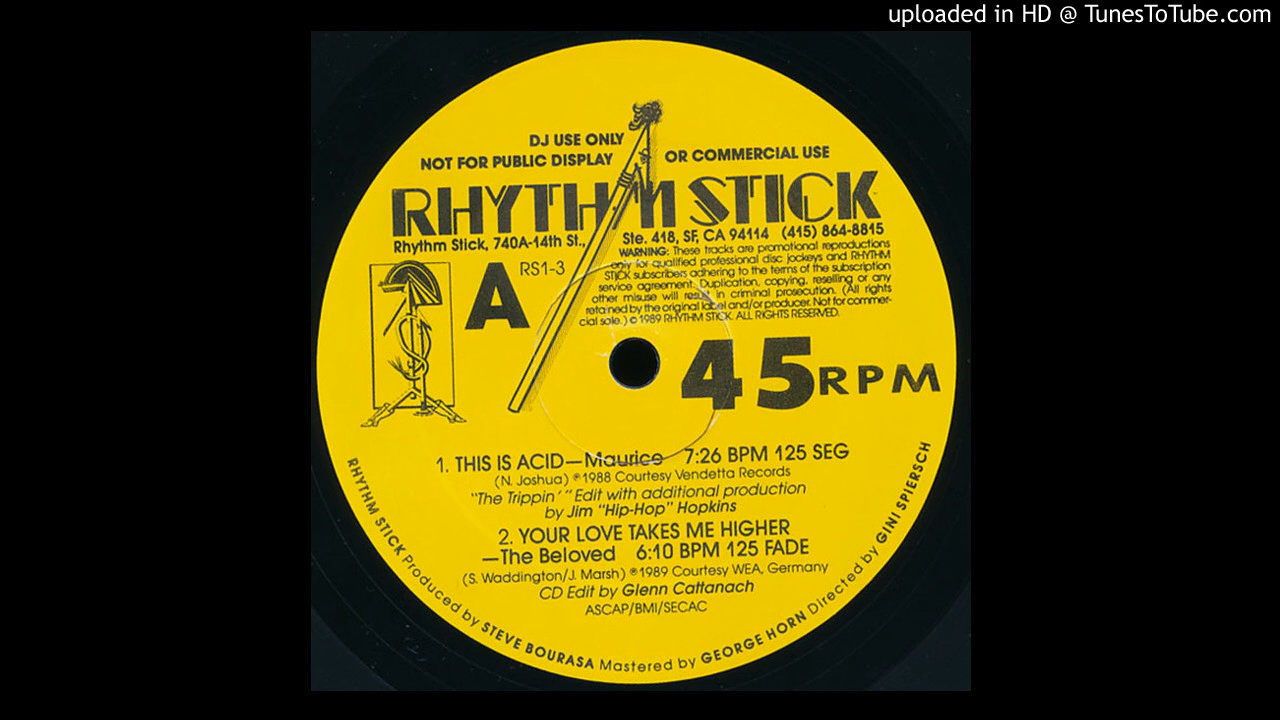 uploaded in HD @ TunesToTube.com
DJ USE ONLY
NOT FOR PUBLIC DISPLAY OR COMMERCIAL USE
RHYTHM STICK
Rhythm Stick, 740A-14th St., Ste. 418, SF, CA 94114 (415) 864-8815
WARNING: These tracks are promotional reproductions
only for qualified professional disc jockeys and RHYTHM
STICK subscribers adhering to the terms of the subscription
service agreement. Duplication, copying, reselling or any
other misuse will result in criminal prosecution. (All rights
retained by the original label and/or producer. Not for commer-
cial sale.) © 1989 RHYTHM STICK. ALL RIGHTS RESERVED.
A RS1-3
45 RPM
1. THIS IS ACID—Maurice 7:26 BPM 125 SEG
(N. Joshua) ℗1988 Courtesy Vendetta Records
"The Trippin'" Edit with additional production
by Jim "Hip-Hop" Hopkins
2. YOUR LOVE TAKES ME HIGHER
—The Beloved 6:10 BPM 125 FADE
(S. Waddington/J. Marsh) ℗1989 Courtesy WEA, Germany
CD Edit by Glenn Cattanach
ASCAP/BMI/SECAC
RHYTHM STICK Produced by STEVE BOURASA Mastered by GEORGE HORN Directed by GINI SPIERSCH